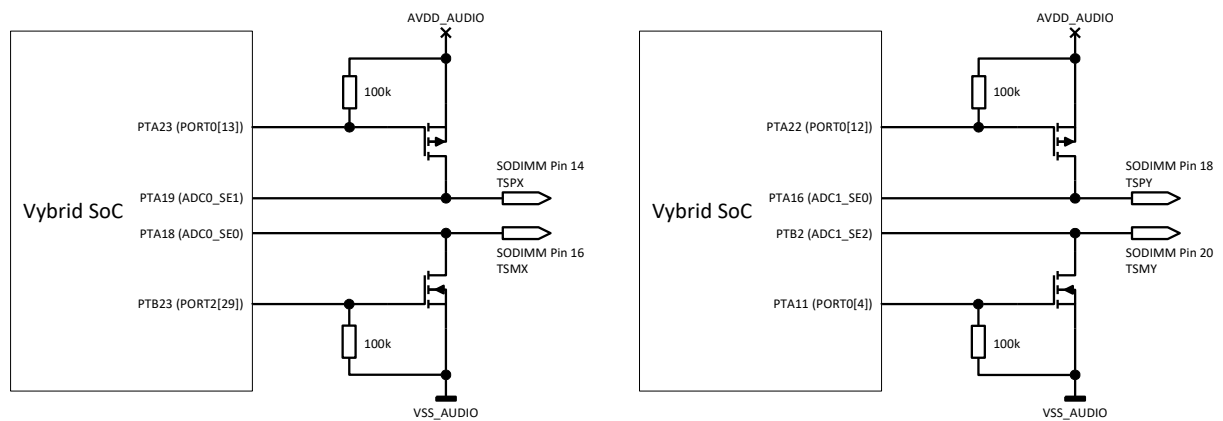 AVDD_AUDIO
100k
PTA23 (PORT0[13])
SODIMM Pin 14
TSPX
PTA19 (ADC0_SE1)
Vybrid SoC
PTA18 (ADC0_SE0)
SODIMM Pin 16
TSMX
PTB23 (PORT2[29])
100k
VSS_AUDIO
AVDD_AUDIO
100k
PTA22 (PORT0[12])
SODIMM Pin 18
TSPY
PTA16 (ADC1_SE0)
Vybrid SoC
PTB2 (ADC1_SE2)
SODIMM Pin 20
TSMY
PTA11 (PORT0[4])
100k
VSS_AUDIO